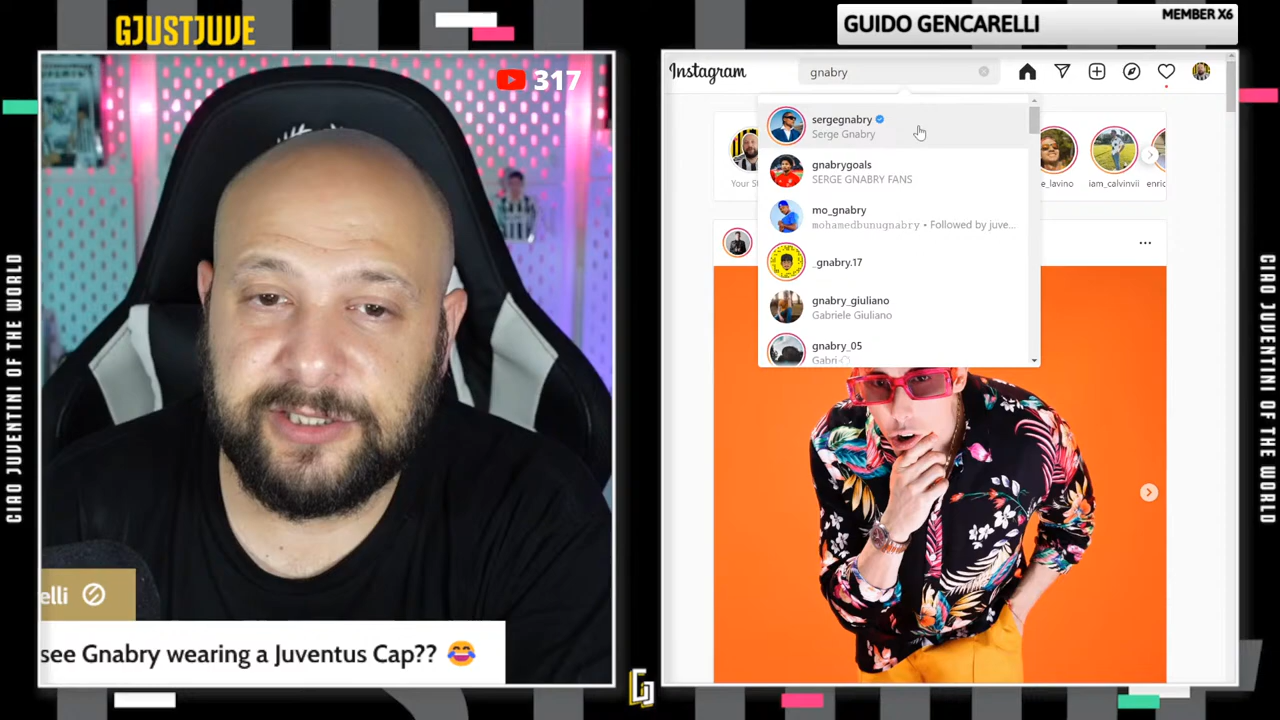 GJUSTJUVE
GUIDO GENCARELLI
MEMBER X6
317
CIAO JUVENTINI OF THE WORLD
elli
see Gnabry wearing a Juventus Cap?? 😂
Instagram
gnabry
sergegnabry
Serge Gnabry
gnabrygoals
SERGE GNABRY FANS
mo_gnabry
mohamedbunugnabry • Followed by juve...
_gnabry.17
gnabry_giuliano
Gabriele Giuliano
gnabry_05
Gabri
Your St
e_lavino
iam_calvinvii
enric
CIAO JUVENTINI OF THE WORLD